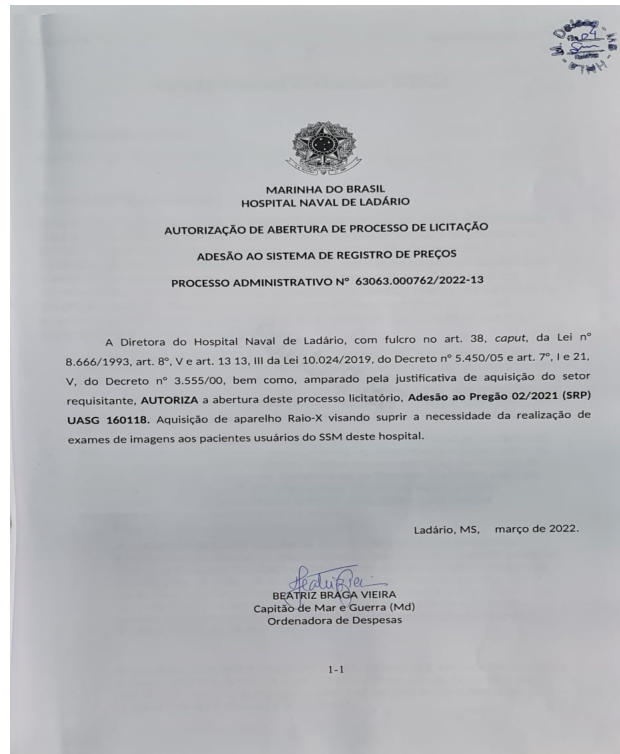 MARINHA DO BRASIL
HOSPITAL NAVAL DE LADÁRIO
AUTORIZAÇÃO DE ABERTURA DE PROCESSO DE LICITAÇÃO
ADESÃO AO SISTEMA DE REGISTRO DE PREÇOS
PROCESSO ADMINISTRATIVO Nº 63063.000762/2022-13
A Diretora do Hospital Naval de Ladário, com fulcro no art. 38, caput, da Lei nº
8.666/1993, art. 8º, V e art. 13 13, III da Lei 10.024/2019, do Decreto nº 5.450/05 e art. 7º, I e 21,
V, do Decreto nº 3.555/00, bem como, amparado pela justificativa de aquisição do setor
requisitante, AUTORIZA a abertura deste processo licitatório, Adesão ao Pregão 02/2021 (SRP)
UASG 160118. Aquisição de aparelho Raio-X visando suprir a necessidade da realização de
exames de imagens aos pacientes usuários do SSM deste hospital.
Ladário, MS, março de 2022.
BEATRIZ BRAGA VIEIRA
Capitão de Mar e Guerra (Md)
Ordenadora de Despesas
1-1